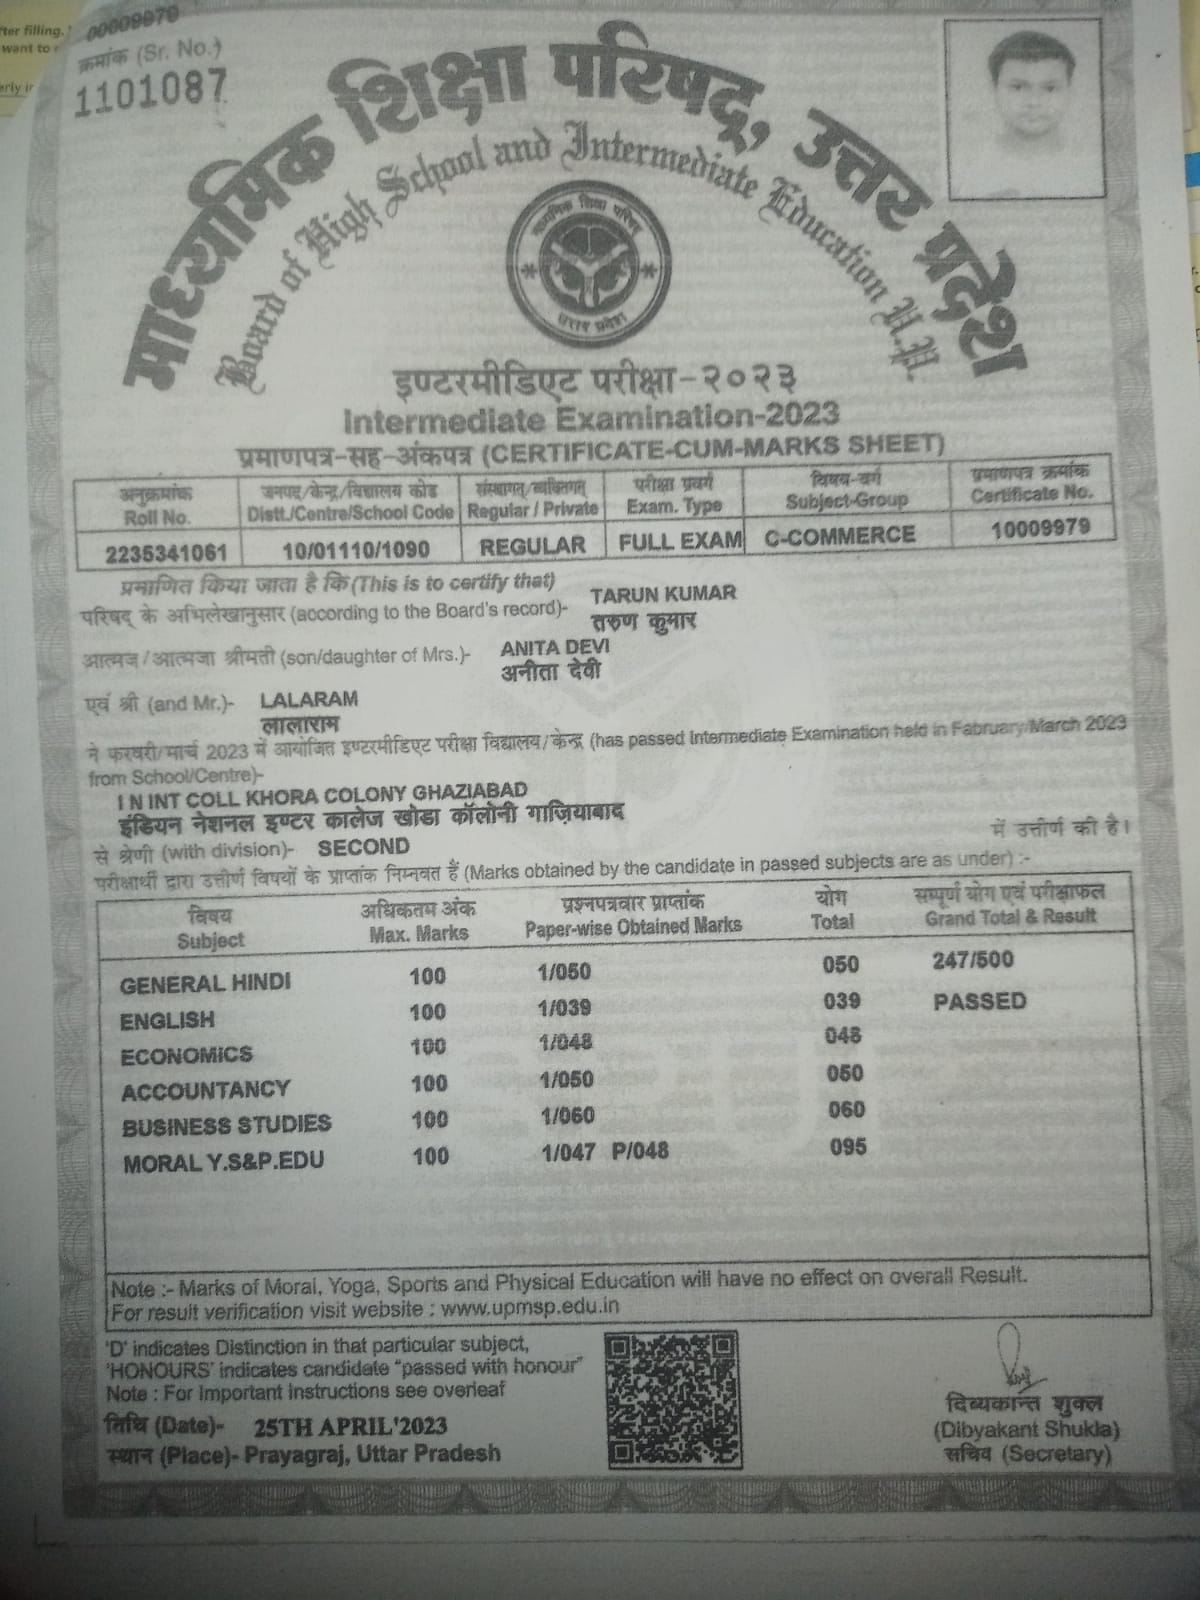 00009979
क्रमांक (Sr. No.)
1101087
माध्यमिक शिक्षा परिषद्, उत्तर प्रदेश
Board of High School and Intermediate Education U.P.
माध्यमिक शिक्षा परिषद्
उत्तर प्रदेश
इण्टरमीडिएट परीक्षा-२०२३
Intermediate Examination-2023
प्रमाणपत्र-सह-अंकपत्र (CERTIFICATE-CUM-MARKS SHEET)
अनुक्रमांक जनपद/केन्द्र/विद्यालय कोड संस्थागत/व्यक्तिगत परीक्षा प्रवर्ग विषय-वर्ग प्रमाणपत्र क्रमांक
Roll No. Distt./Centre/School Code Regular / Private Exam. Type Subject-Group Certificate No.
2235341061 10/01110/1090 REGULAR FULL EXAM C-COMMERCE 10009979
प्रमाणित किया जाता है कि (This is to certify that)
परिषद् के अभिलेखानुसार (according to the Board's record)- TARUN KUMAR
तरुण कुमार
आत्मज/आत्मजा श्रीमती (son/daughter of Mrs.)- ANITA DEVI
अनीता देवी
एवं श्री (and Mr.)- LALARAM
लालाराम
ने फरवरी/मार्च 2023 में आयोजित इण्टरमीडिएट परीक्षा विद्यालय/केन्द्र (has passed Intermediate Examination held in Fabruary/March 2023
from School/Centre)-
I N INT COLL KHORA COLONY GHAZIABAD
इंडियन नेशनल इण्टर कालेज खोडा कॉलोनी गाज़ियाबाद
से श्रेणी (with division)- SECOND में उत्तीर्ण की है।
परीक्षार्थी द्वारा उत्तीर्ण विषयों के प्राप्तांक निम्नवत हैं (Marks obtained by the candidate in passed subjects are as under) :-
विषय अधिकतम अंक प्रश्नपत्रवार प्राप्तांक योग सम्पूर्ण योग एवं परीक्षाफल
Subject Max. Marks Paper-wise Obtained Marks Total Grand Total & Result
GENERAL HINDI 100 1/050 050 247/500
ENGLISH 100 1/039 039 PASSED
ECONOMICS 100 1/048 048
ACCOUNTANCY 100 1/050 050
BUSINESS STUDIES 100 1/060 060
MORAL Y.S&P.EDU 100 1/047 P/048 095
Note :- Marks of Moral, Yoga, Sports and Physical Education will have no effect on overall Result.
For result verification visit website : www.upmsp.edu.in
'D' indicates Distinction in that particular subject,
'HONOURS' indicates candidate "passed with honour"
Note : For Important Instructions see overleaf
तिथि (Date)- 25TH APRIL'2023
स्थान (Place)- Prayagraj, Uttar Pradesh
दिब्यकान्त शुक्ल
(Dibyakant Shukla)
सचिव (Secretary)